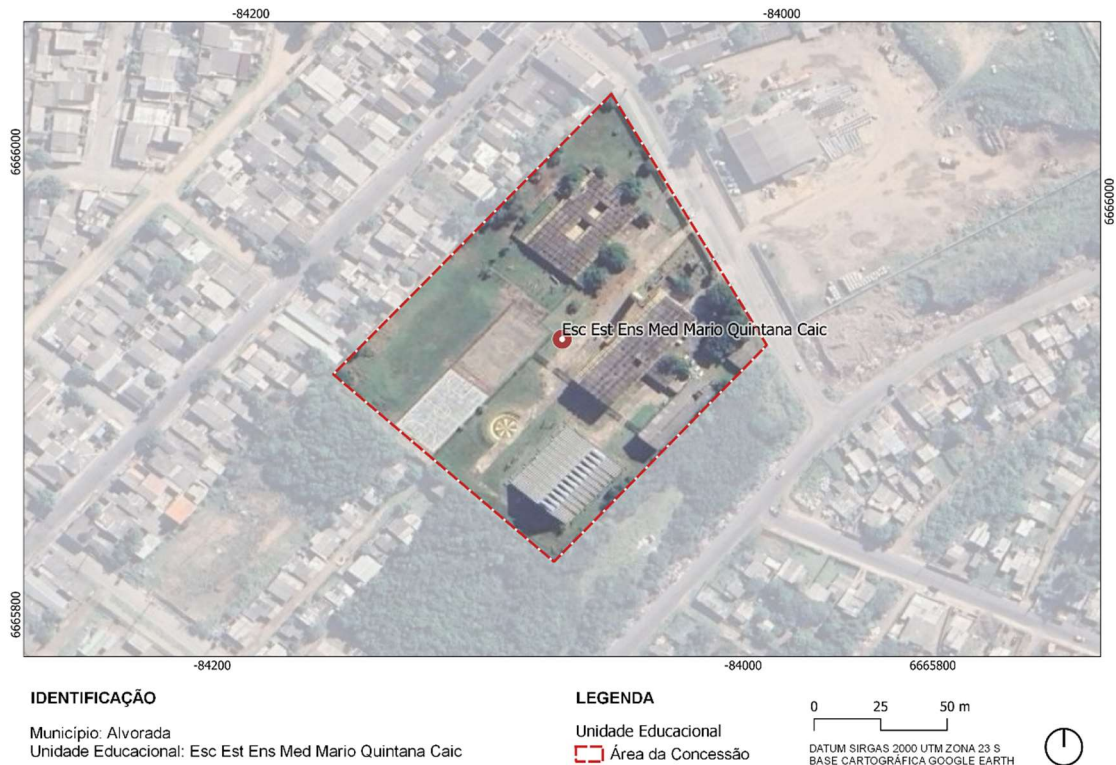 -84200
-84000
6666000
6666000
Esc Est Ens Med Mario Quintana Caic
6665800
-84200
-84000
6665800
IDENTIFICAÇÃO
Município: Alvorada
Unidade Educacional: Esc Est Ens Med Mario Quintana Caic
LEGENDA
Unidade Educacional
Área da Concessão
0 25 50 m
DATUM SIRGAS 2000 UTM ZONA 23 S
BASE CARTOGRÁFICA GOOGLE EARTH